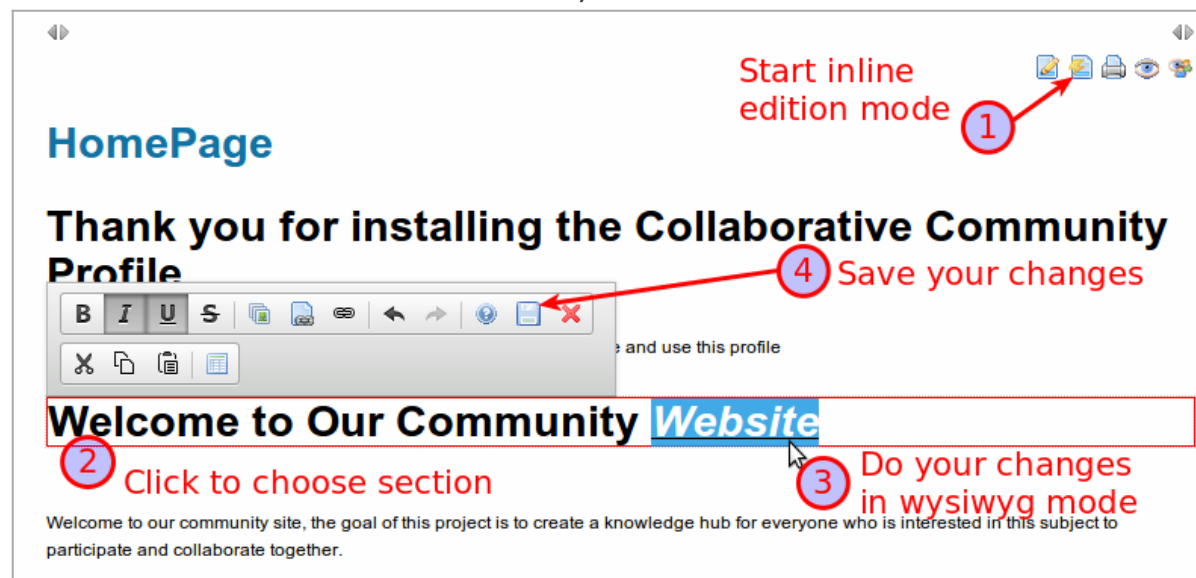 Start inline
edition mode
1
HomePage
Thank you for installing the Collaborative Community
Profile
4 Save your changes
B I U S
and use this profile
Welcome to Our Community Website
2 Click to choose section
3 Do your changes
in wysiwyg mode
Welcome to our community site, the goal of this project is to create a knowledge hub for everyone who is interested in this subject to
participate and collaborate together.